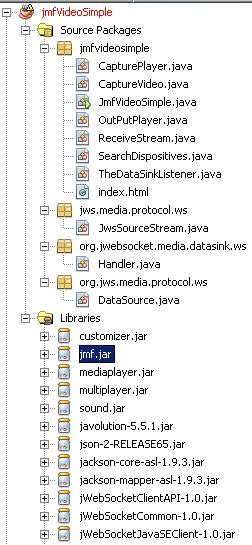 jmfVideoSimple
Source Packages
jmfvideosimple
CapturePlayer.java
CaptureVideo.java
JmfVideoSimple.java
OutPutPlayer.java
ReceiveStream.java
SearchDispositives.java
TheDataSinkListener.java
index.html
jws.media.protocol.ws
JwsSourceStream.java
org.jwebsocket.media.datasink.ws
Handler.java
org.jws.media.protocol.ws
DataSource.java
Libraries
customizer.jar
jmf.jar
mediaplayer.jar
multiplayer.jar
sound.jar
javolution-5.5.1.jar
json-2-RELEASE65.jar
jackson-core-asl-1.9.3.jar
jackson-mapper-asl-1.9.3.jar
jWebSocketClientAPI-1.0.jar
jWebSocketCommon-1.0.jar
jWebSocketJavaSEClient-1.0.jar